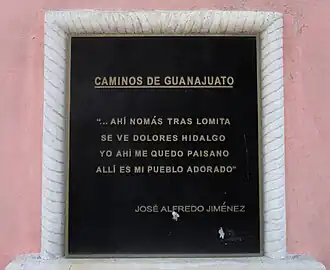 CAMINOS DE GUANAJUATO
"... AHÍ NOMÁS TRAS LOMITA
SE VE DOLORES HIDALGO
YO AHÍ ME QUEDO PAISANO
ALLÍ ES MI PUEBLO ADORADO"
JOSÉ ALFREDO JIMÉNEZ